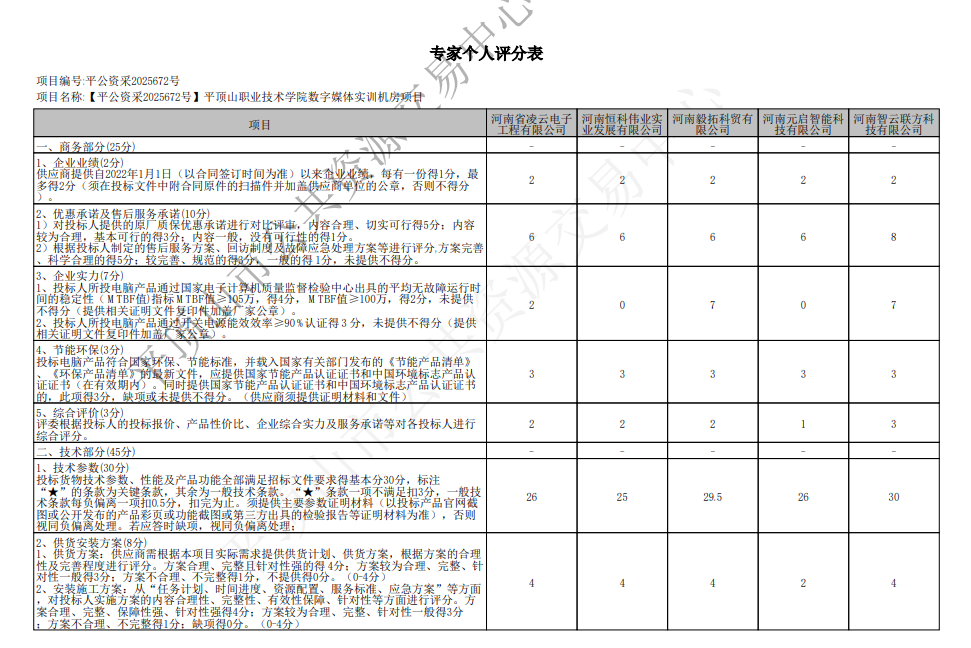 专家个人评分表
项目编号:平公资采2025672号
项目名称:【平公资采2025672号】平顶山职业技术学院数字媒体实训机房项目
项目 河南省凌云电子工程有限公司 河南恒科伟业实业发展有限公司 河南毅拓科贸有限公司 河南元启智能科技有限公司 河南智云联方科技有限公司
一、商务部分(25分) - - - - -
1、企业业绩(2分)
供应商提供自2022年1月1日（以合同签订时间为准）以来企业业绩，每有一份得1分，最
多得2分（须在投标文件中附合同原件的扫描件并加盖供应商单位的公章，否则不得分
）。
2 2 2 2 2
2、优惠承诺及售后服务承诺(10分)
1）对投标人提供的原厂质保优惠承诺进行对比评审，内容合理、切实可行得5分；内容
较为合理，基本可行的得3分；内容一般，没有可行性的得1分。
2）根据投标人制定的售后服务方案、回访制度及故障应急处理方案等进行评分,方案完善
、科学合理的得5分；较完善、规范的得3分，一般的得 1分，未提供不得分。
6 6 6 6 8
3、企业实力(7分)
1、投标人所投电脑产品通过国家电子计算机质量监督检验中心出具的平均无故障运行时
间的稳定性（ＭTBF值)指标ＭTBF值≥105万，得4分，ＭTBF值≥100万，得2分，未提供
不得分（提供相关证明文件复印件加盖厂家公章）。
2、投标人所投电脑产品通过开关电源能效效率≥90％认证得 3 分，未提供不得分（提供
相关证明文件复印件加盖厂家公章）。
2 0 7 0 7
4、节能环保(3分)
投标电脑产品符合国家环保、节能标准，并载入国家有关部门发布的《节能产品清单》
、《环保产品清单》的最新文件，应提供国家节能产品认证证书和中国环境标志产品认
证证书（在有效期内）。同时提供国家节能产品认证证书和中国环境标志产品认证证书
的，此项得3分，缺项或未提供不得分。（供应商须提供证明材料和文件）
3 3 3 3 3
5、综合评价(3分)
评委根据投标人的投标报价、产品性价比、企业综合实力及服务承诺等对各投标人进行
综合评分。
2 2 2 1 3
二、技术部分(45分) - - - - -
1、技术参数(30分)
投标货物技术参数、性能及产品功能全部满足招标文件要求得基本分30分，标注
“★”的条款为关键条款，其余为一般技术条款。“★”条款一项不满足扣3分，一般技
术条款每负偏离一项扣0.5分，扣完为止。须提供主要参数证明材料（以投标产品官网截
图或公开发布的产品彩页或功能截图或第三方出具的检验报告等证明材料为准），否则
视同负偏离处理。若应答时缺项，视同负偏离处理；
26 25 29.5 26 30
2、供货安装方案(8分)
1、供货方案：供应商需根据本项目实际需求提供供货计划、供货方案，根据方案的合理
性及完善程度进行评分。方案合理、完整且针对性强的得 4分；方案较为合理、完整、针
对性一般得3分；方案不合理、不完整得1分，不提供得0分。（0-4分）
2、安装施工方案：从“任务计划、时间进度、资源配置、服务标准、应急方案”等方面
，对投标人实施方案的内容合理性、完整性、有效性保障、针对性等方面进行评分。方
案合理、完整、保障性强、针对性强得4分；方案较为合理、完整、针对性一般得3分
；方案不合理、不完整得1分；缺项得0分。（0-4分）
4 4 4 2 4
平顶山市公共资源交易中心
平顶山市公共资源交易中心